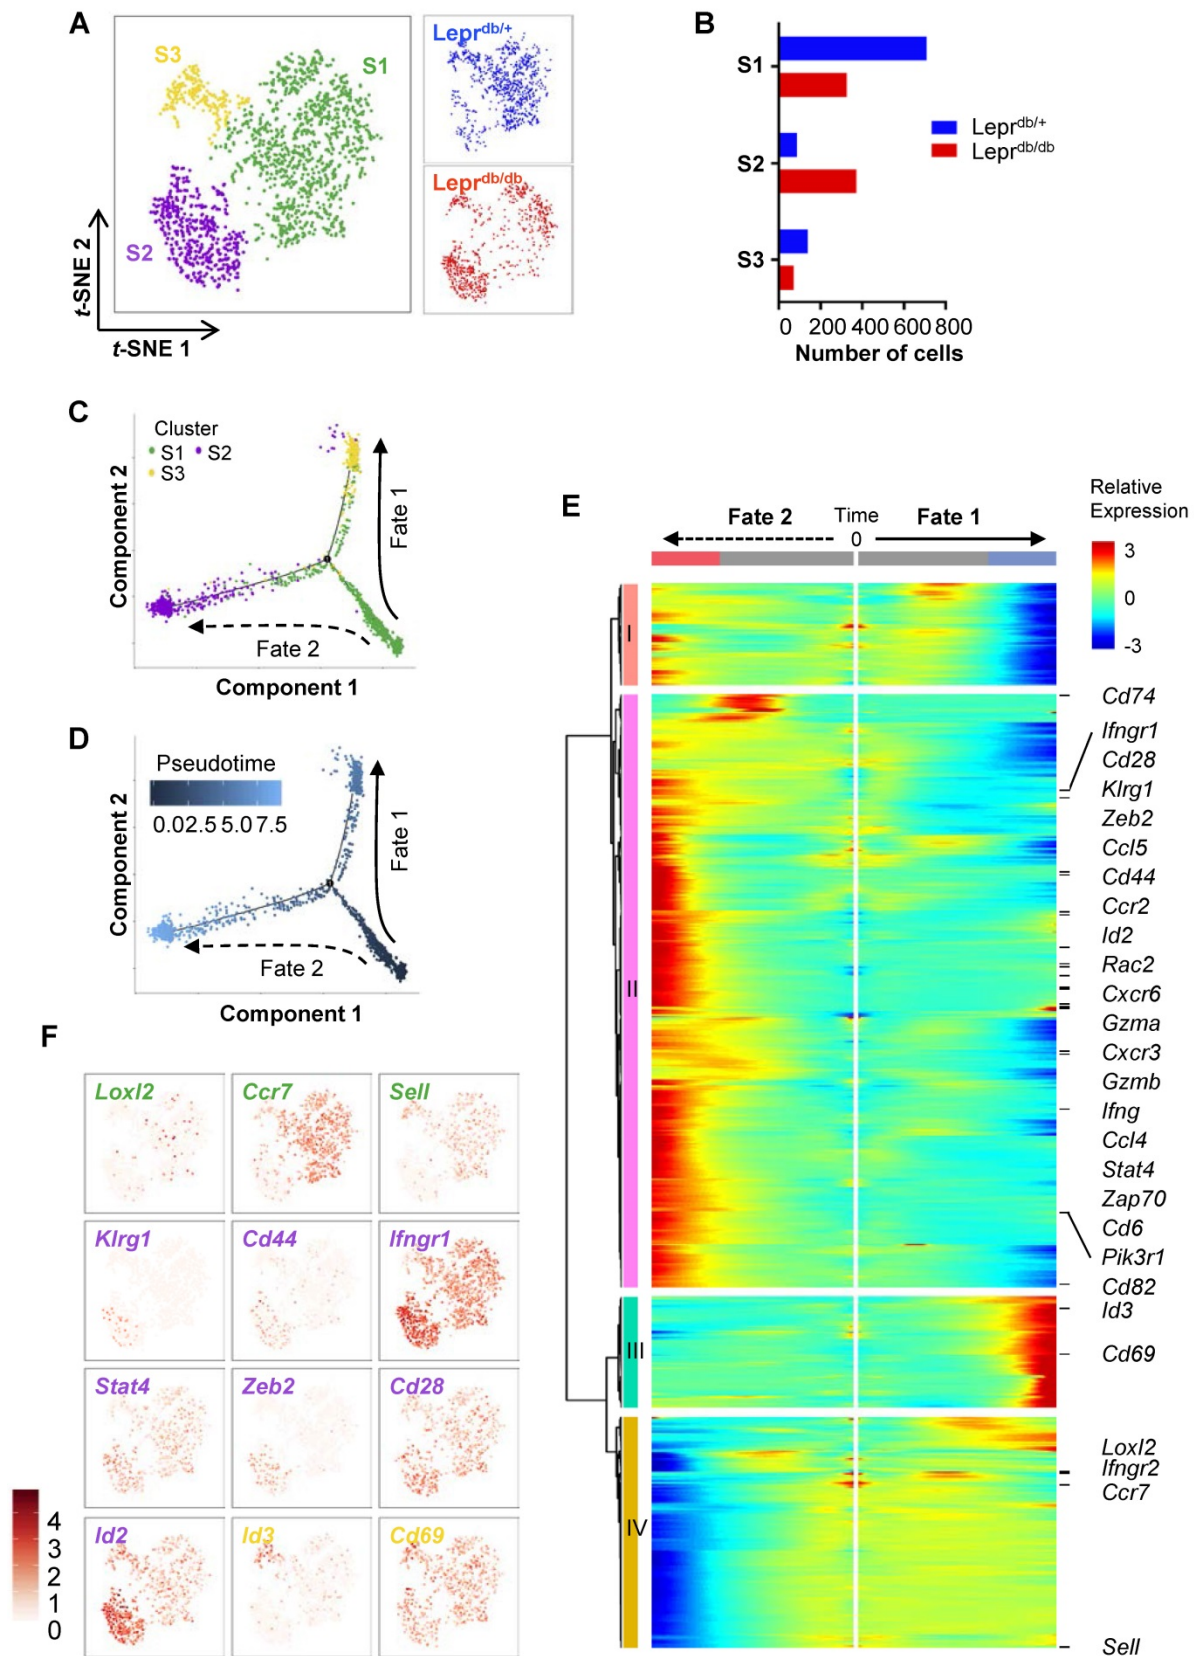 A
S3
S1
S2
t-SNE 2
t-SNE 1
Lepr^db/+
Lepr^db/db
B
S1
S2
S3
Lepr^db/+
Lepr^db/db
0 200 400 600 800
Number of cells
C
Cluster
S1 S2
S3
Component 2
Fate 1
Fate 2
Component 1
D
Pseudotime
0.0 2.5 5.0 7.5
Component 2
Fate 1
Fate 2
Component 1
E
Fate 2
Time
0
Fate 1
Relative
Expression
3
0
-3
I
II
III
IV
Cd74
Ifngr1
Cd28
Klrg1
Zeb2
Ccl5
Cd44
Ccr2
Id2
Rac2
Cxcr6
Gzma
Cxcr3
Gzmb
Ifng
Ccl4
Stat4
Zap70
Cd6
Pik3r1
Cd82
Id3
Cd69
Loxl2
Ifngr2
Ccr7
Sell
F
Loxl2 Ccr7 Sell
Klrg1 Cd44 Ifngr1
Stat4 Zeb2 Cd28
Id2 Id3 Cd69
4
3
2
1
0